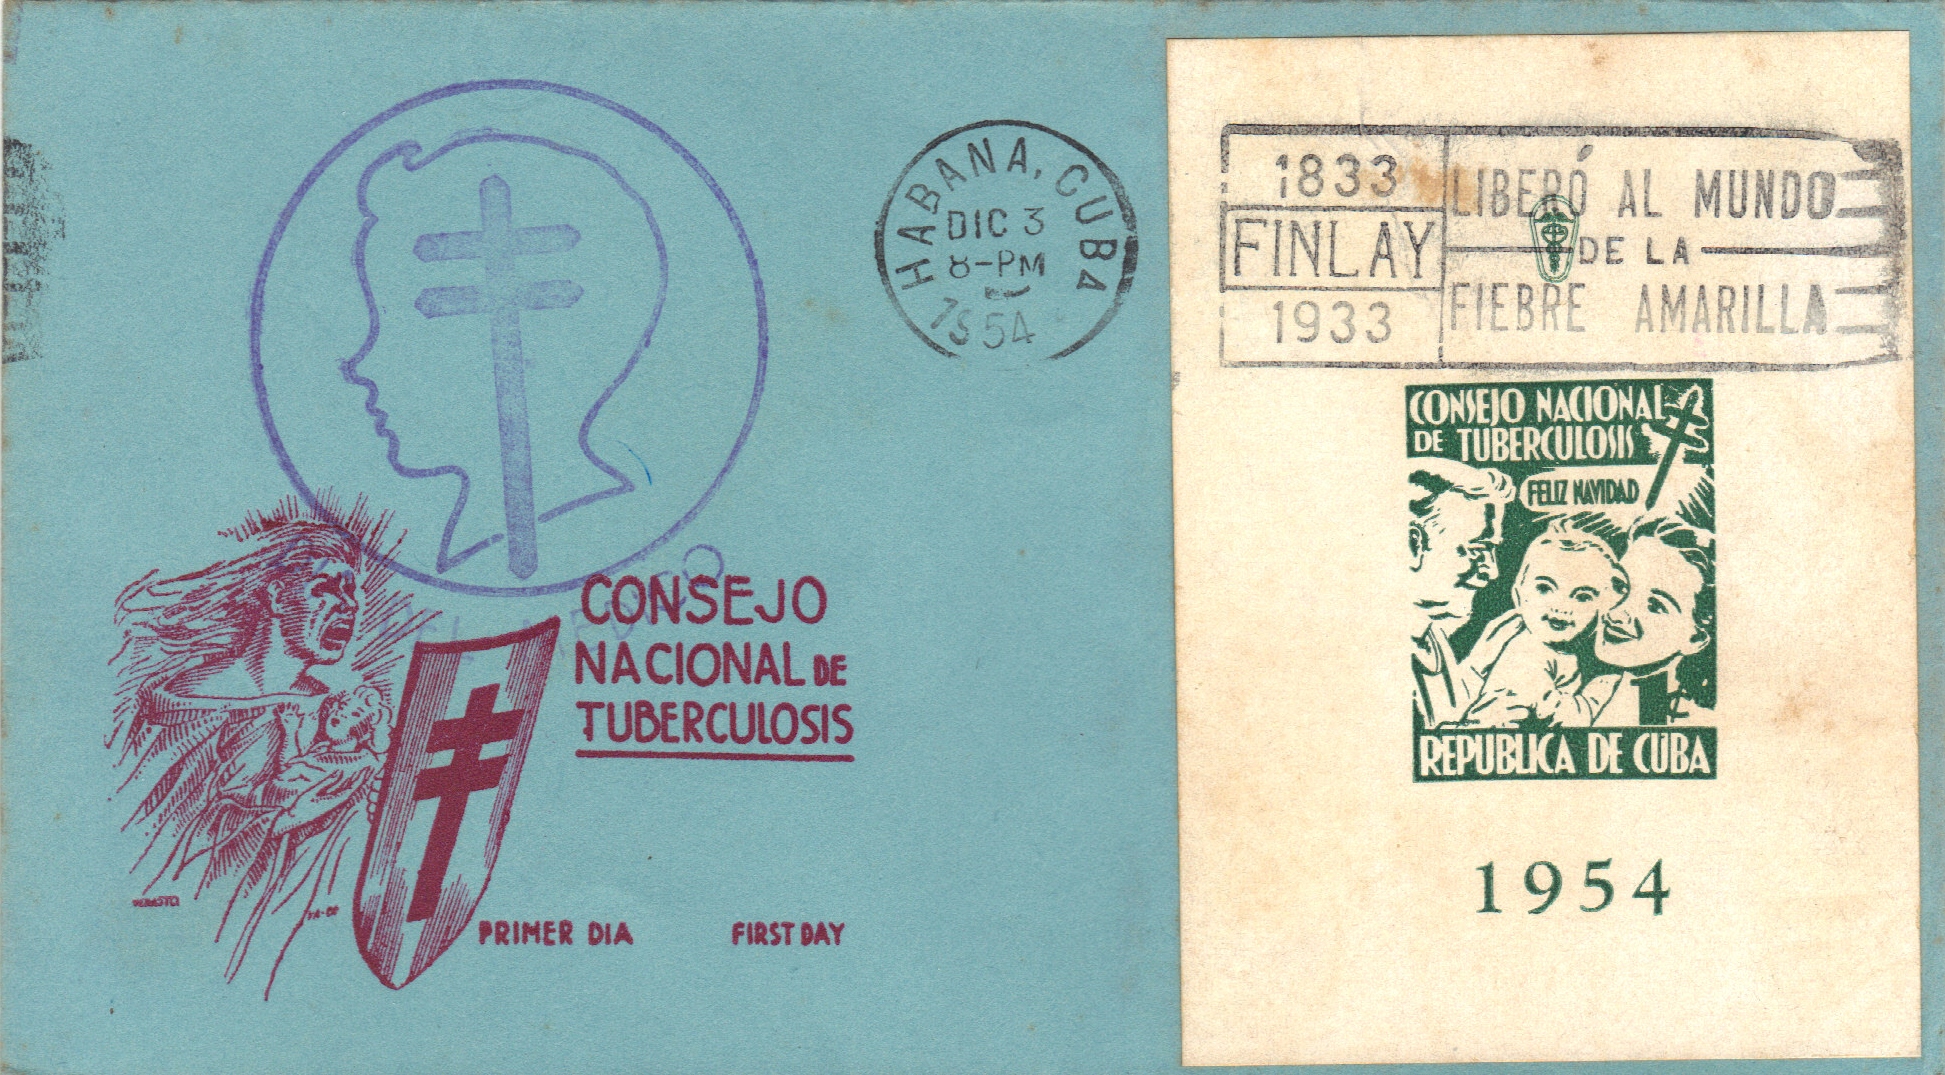 HABANA, CUBA
DIC 3
8-PM
1954
1833
FINLAY
1933
LIBERÓ AL MUNDO
DE LA
FIEBRE AMARILLA
CONSEJO NACIONAL
DE TUBERCULOSIS
FELIZ NAVIDAD
REPUBLICA DE CUBA
1954
CONSEJO
NACIONAL DE
TUBERCULOSIS
PRIMER DIA FIRST DAY